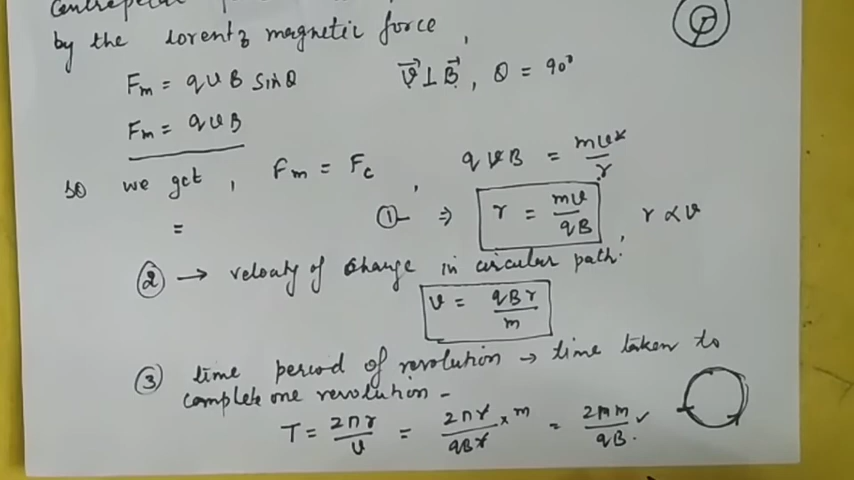 centrepetal
by the lorentz magnetic force,
Fm = qvB sinθ    v⃗ ⊥ B⃗, θ = 90°
Fm = qvB
so we get, Fm = Fc, qvB = mv²/r
=
① ⇒ r = mv/qB, r ∝ v
② → velocity of change in circular path.
v = qBr/m
③ time period of revolution → time taken to
complete one revolution –
T = 2πr/v = 2πr/qBr × m = 2πm/qB. ✓